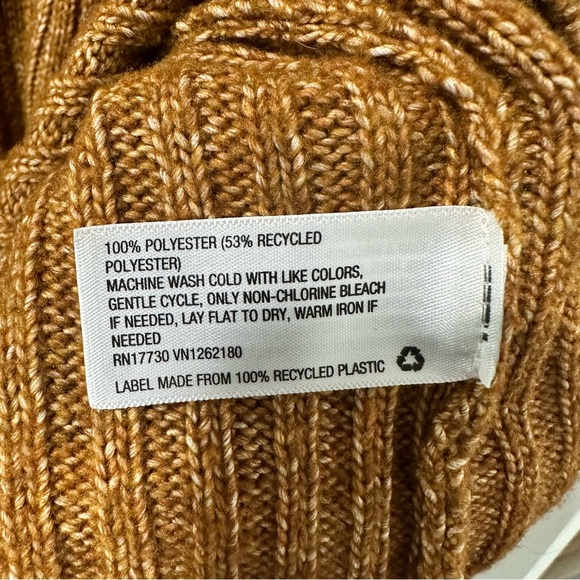 100% POLYESTER (53% RECYCLED
POLYESTER)
MACHINE WASH COLD WITH LIKE COLORS,
GENTLE CYCLE, ONLY NON-CHLORINE BLEACH
IF NEEDED, LAY FLAT TO DRY, WARM IRON IF
NEEDED
RN17730 VN1262180
LABEL MADE FROM 100% RECYCLED PLASTIC